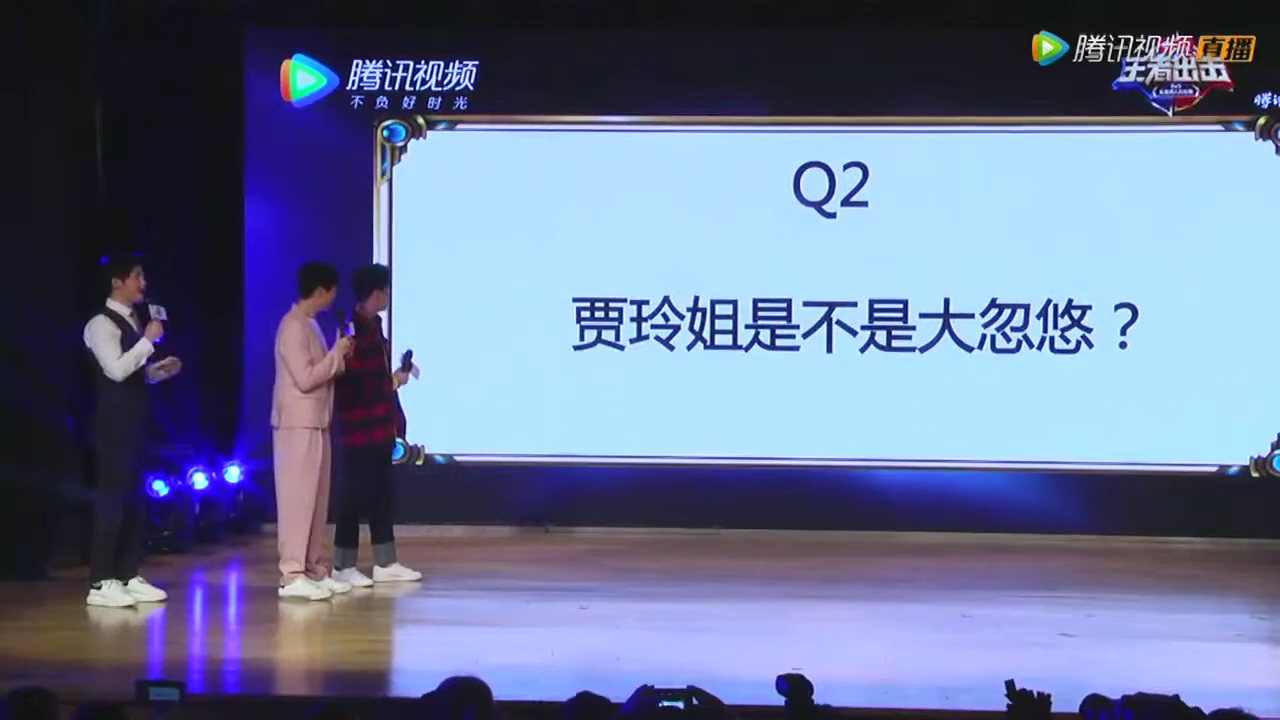 腾讯视频
不负好时光
腾讯视频 直播
王者出击
Q2
贾玲姐是不是大忽悠？